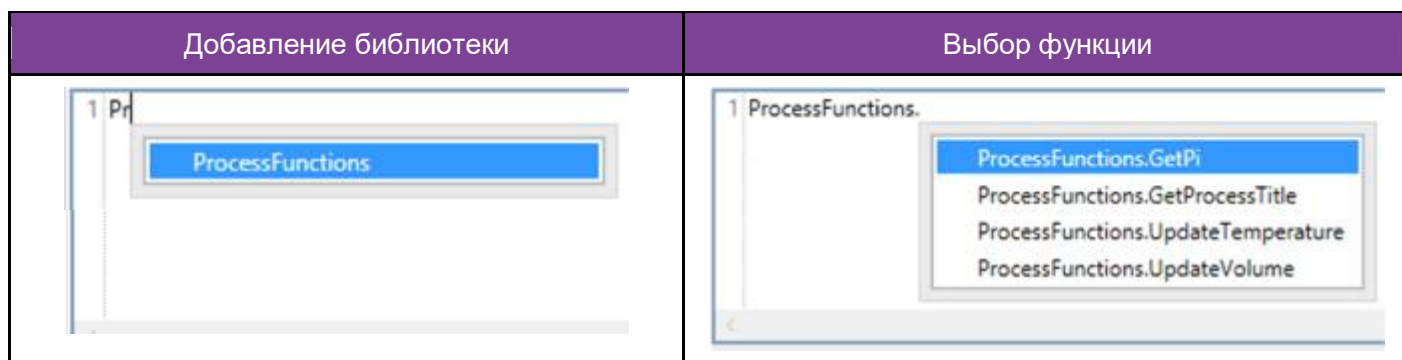 Добавление библиотеки
Выбор функции
1 Pr
ProcessFunctions
1 ProcessFunctions.
ProcessFunctions.GetPi
ProcessFunctions.GetProcessTitle
ProcessFunctions.UpdateTemperature
ProcessFunctions.UpdateVolume